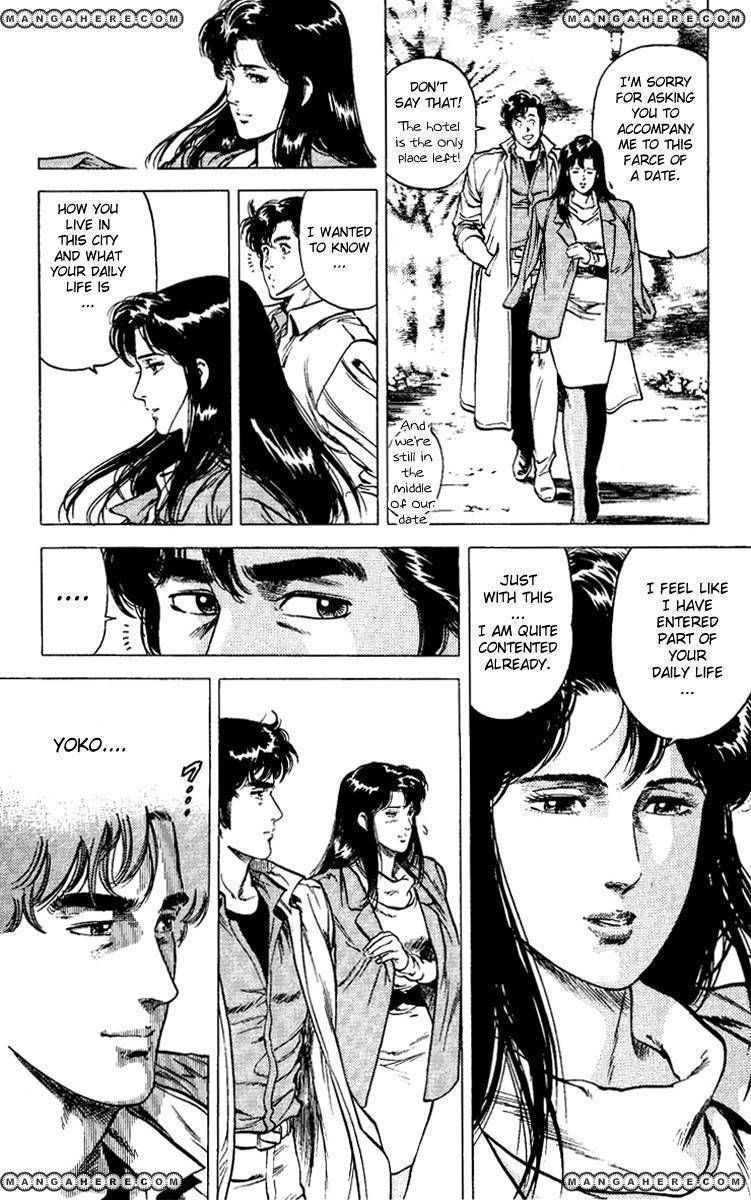 MANGAHERE.COM
MANGAHERE.COM
I'M SORRY
FOR ASKING
YOU TO
ACCOMPANY
ME TO THIS
FARCE OF
A DATE.
DON'T
SAY THAT!
The hotel
is the only
place left!
And
we're
still in
the
middle
of our
date
I WANTED
TO KNOW
...
HOW YOU
LIVE IN
THIS CITY
AND WHAT
YOUR DAILY
LIFE IS
...
I FEEL LIKE
I HAVE
ENTERED
PART OF
YOUR
DAILY LIFE
...
JUST
WITH THIS
...
I AM QUITE
CONTENTED
ALREADY.
....
YOKO....
MANGAHERE.COM
MANGAHERE.COM